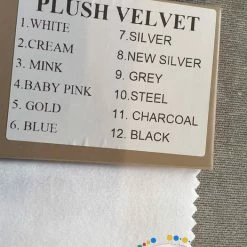 PLUSH VELVET
1.WHITE
2.CREAM
3. MINK
4.BABY PINK
5. GOLD
6. BLUE
7.SILVER
8.NEW SILVER
9. GREY
10. STEEL
11. CHARCOAL
12. BLACK